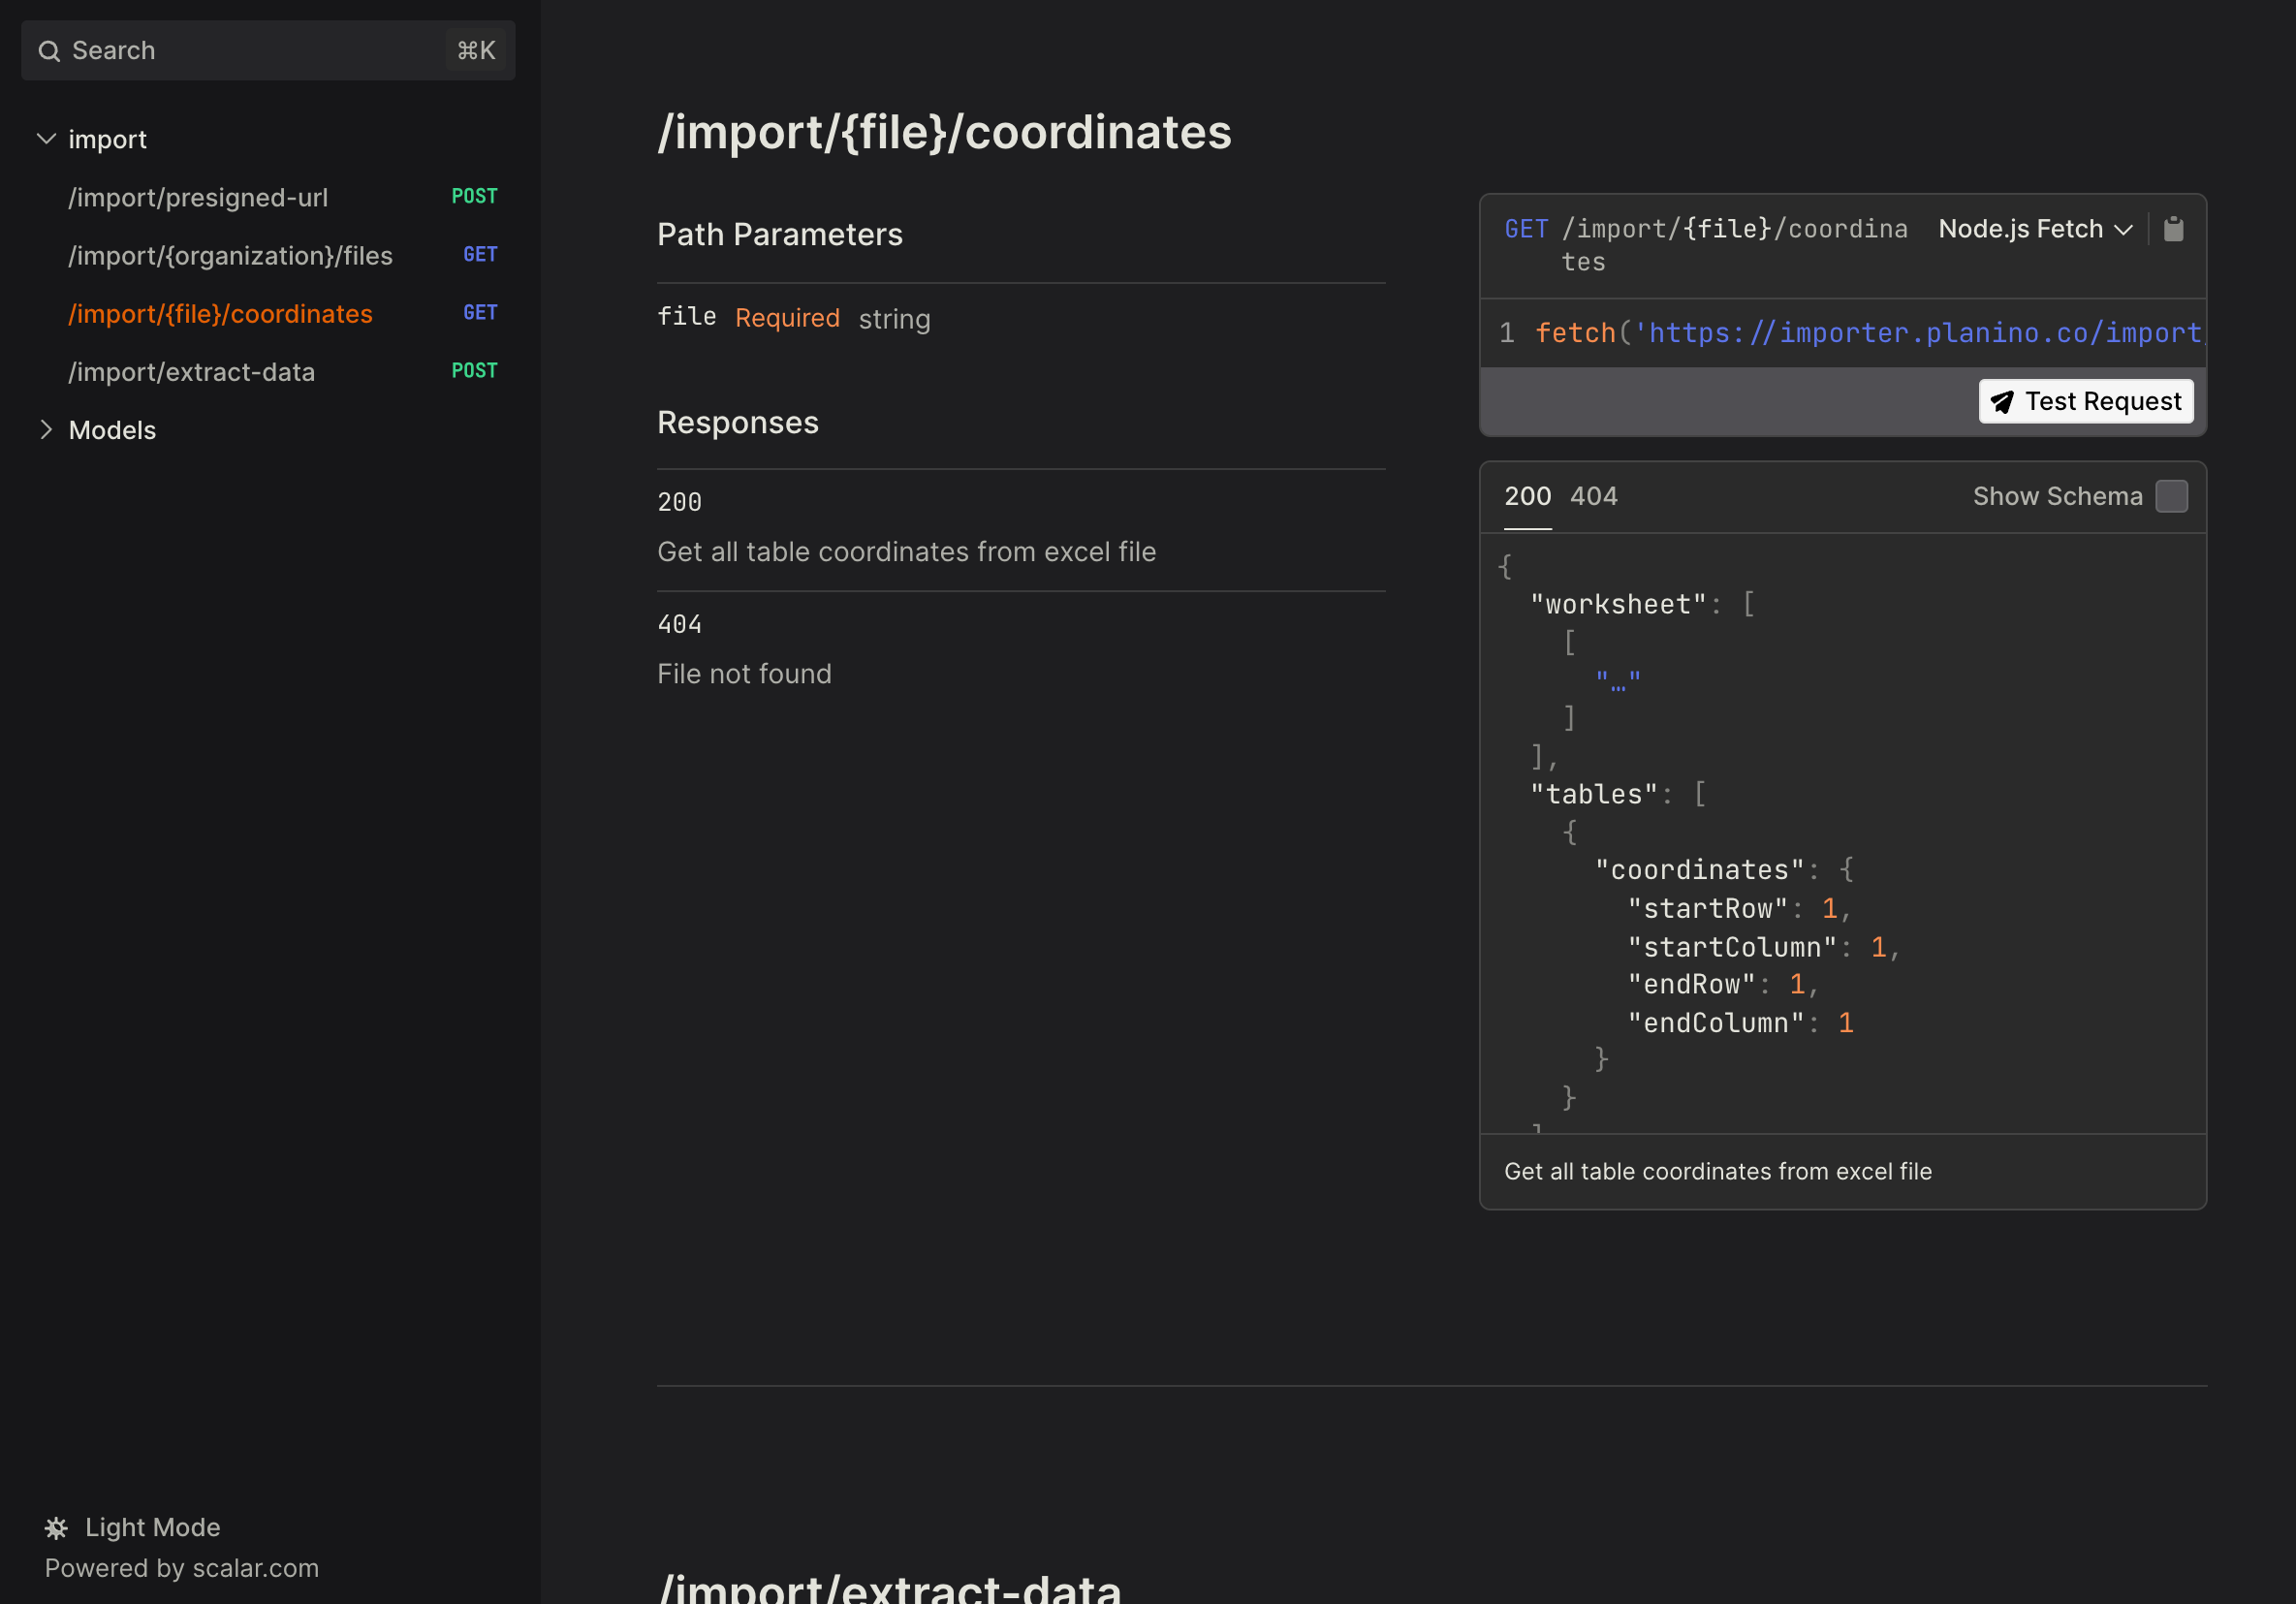 Search ⌘K
import
/import/presigned-url POST
/import/{organization}/files GET
/import/{file}/coordinates GET
/import/extract-data POST
Models
Light Mode
Powered by scalar.com
/import/{file}/coordinates
Path Parameters
file Required string
Responses
200
Get all table coordinates from excel file
404
File not found
GET /import/{file}/coordina
tes
Node.js Fetch
1 fetch('https://importer.planino.co/import/
Test Request
200 404 Show Schema
{
"worksheet": [
[
"…"
]
],
"tables": [
{
"coordinates": {
"startRow": 1,
"startColumn": 1,
"endRow": 1,
"endColumn": 1
}
}
]
Get all table coordinates from excel file
/import/extract-data